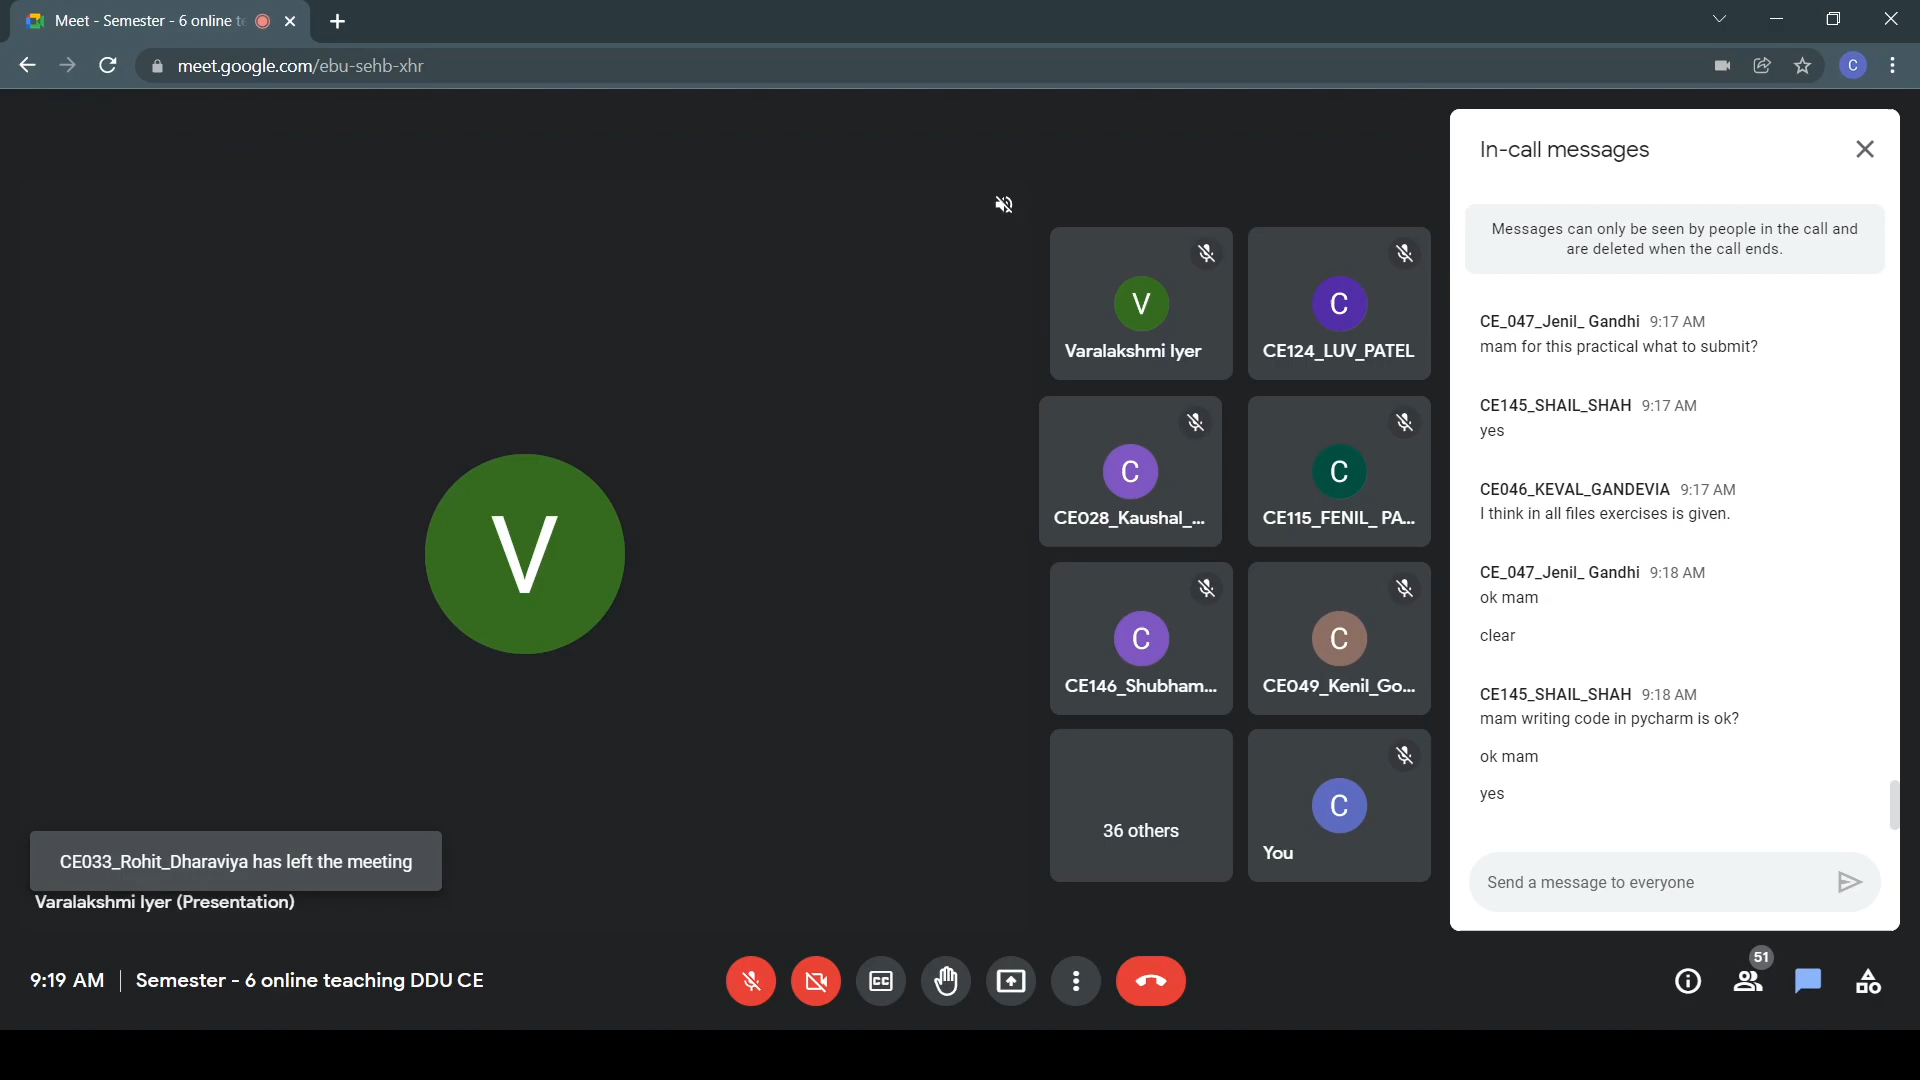 Meet - Semester - 6 online te
meet.google.com/ebu-sehb-xhr
C
V
Varalakshmi Iyer
C
CE124_LUV_PATEL
C
CE028_Kaushal_...
C
CE115_FENIL_ PA...
V
C
CE146_Shubham...
C
CE049_Kenil_Go...
36 others
C
You
CE033_Rohit_Dharaviya has left the meeting
Varalakshmi Iyer (Presentation)
In-call messages
Messages can only be seen by people in the call and
are deleted when the call ends.
CE_047_Jenil_ Gandhi 9:17 AM
mam for this practical what to submit?
CE145_SHAIL_SHAH 9:17 AM
yes
CE046_KEVAL_GANDEVIA 9:17 AM
I think in all files exercises is given.
CE_047_Jenil_ Gandhi 9:18 AM
ok mam
clear
CE145_SHAIL_SHAH 9:18 AM
mam writing code in pycharm is ok?
ok mam
yes
Send a message to everyone
9:19 AM | Semester - 6 online teaching DDU CE
CC
51